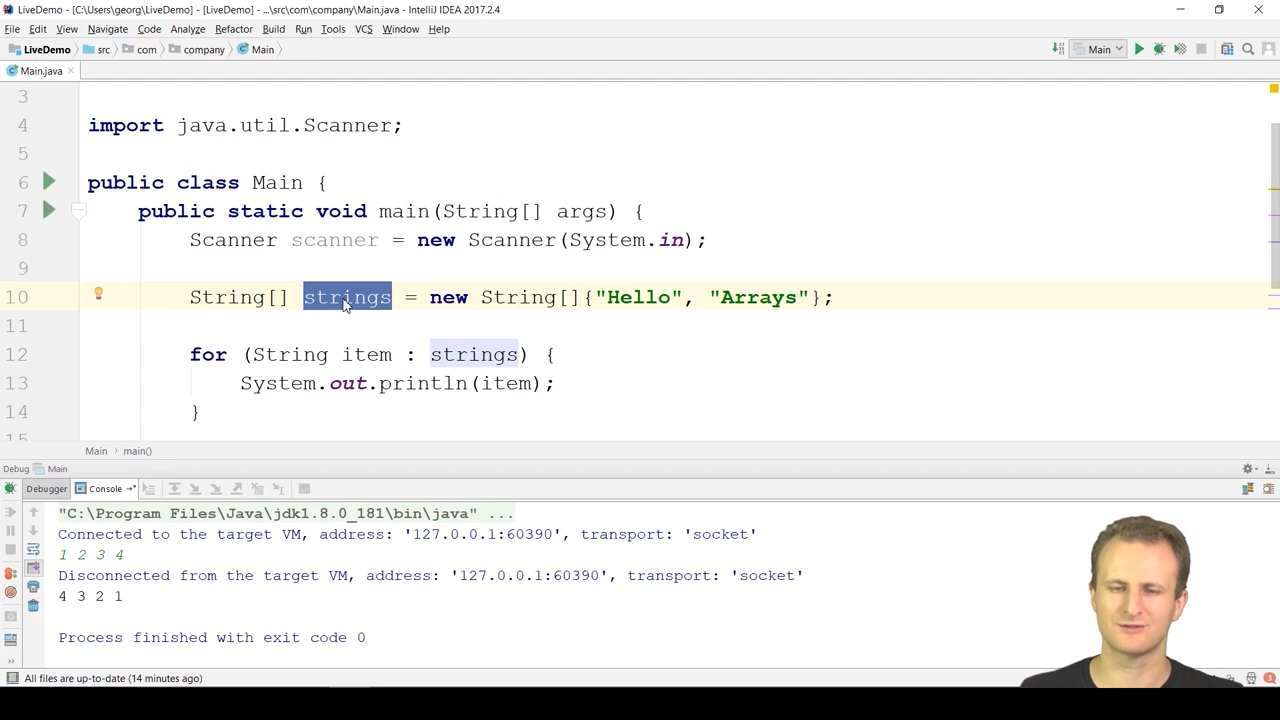 LiveDemo - [C:\Users\georg\LiveDemo] - [LiveDemo] - ...\src\com\company\Main.java - IntelliJ IDEA 2017.2.4
File Edit View Navigate Code Analyze Refactor Build Run Tools VCS Window Help
LiveDemo src com company Main Main
Main.java
3
4 import java.util.Scanner;
5
6 public class Main {
7 public static void main(String[] args) {
8 Scanner scanner = new Scanner(System.in);
9
10 String[] strings = new String[]{"Hello", "Arrays"};
11
12 for (String item : strings) {
13 System.out.println(item);
14 }
15
Main main()
Debug Main
Debugger Console
"C:\Program Files\Java\jdk1.8.0_181\bin\java" ...
Connected to the target VM, address: '127.0.0.1:60390', transport: 'socket'
1 2 3 4
Disconnected from the target VM, address: '127.0.0.1:60390', transport: 'socket'
4 3 2 1
Process finished with exit code 0
All files are up-to-date (14 minutes ago)
3